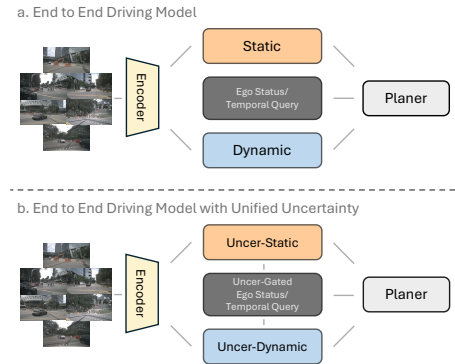 a. End to End Driving Model
Static
Encoder
Ego Status/
Temporal Query
Planer
Dynamic
b. End to End Driving Model with Unified Uncertainty
Uncer-Static
Encoder
Uncer-Gated
Ego Status/
Temporal Query
Planer
Uncer-Dynamic